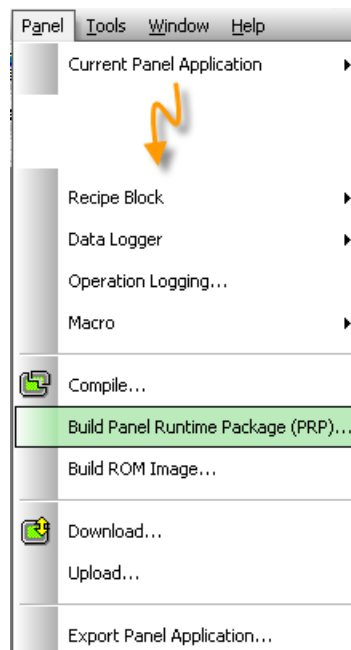 Panel Tools Window Help
Current Panel Application
Recipe Block
Data Logger
Operation Logging...
Macro
Compile...
Build Panel Runtime Package (PRP)...
Build ROM Image...
Download...
Upload...
Export Panel Application...